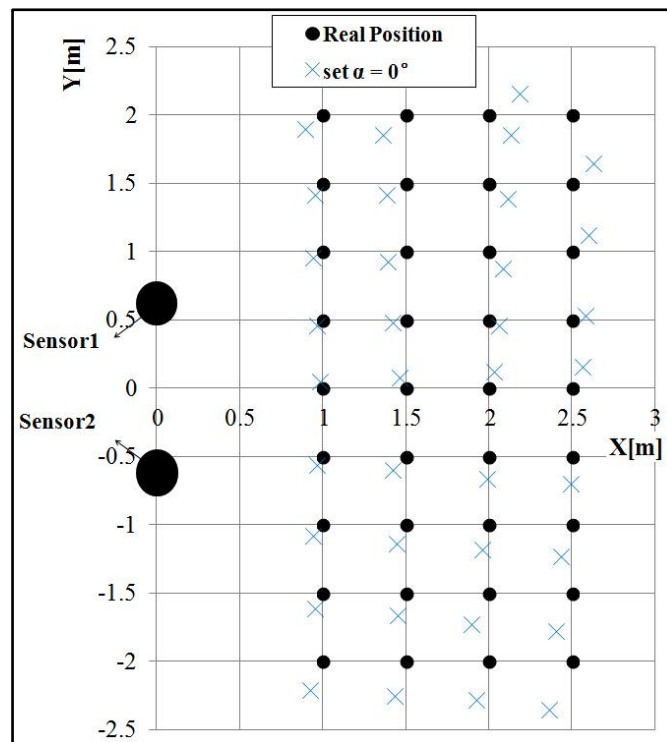 Real Position
set α = 0°
Y[m]
2.5
2
1.5
1
0.5
Sensor1
0
0 0.5 1 1.5 2 2.5 3
X[m]
Sensor2
-0.5
-1
-1.5
-2
-2.5